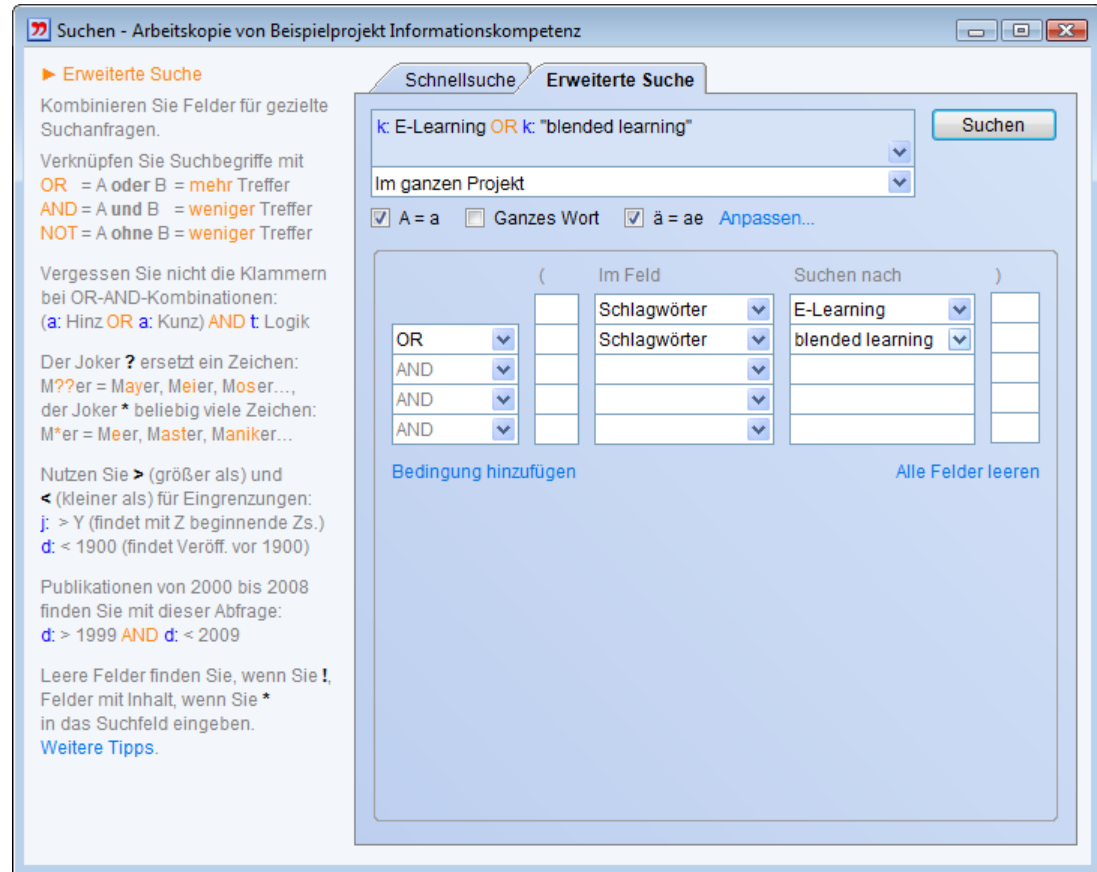 Suchen - Arbeitskopie von Beispielprojekt Informationskompetenz
► Erweiterte Suche
Kombinieren Sie Felder für gezielte
Suchanfragen.
Verknüpfen Sie Suchbegriffe mit
OR = A oder B = mehr Treffer
AND = A und B = weniger Treffer
NOT = A ohne B = weniger Treffer
Vergessen Sie nicht die Klammern
bei OR-AND-Kombinationen:
(a: Hinz OR a: Kunz) AND t: Logik
Der Joker ? ersetzt ein Zeichen:
M??er = Mayer, Meier, Moser...,
der Joker * beliebig viele Zeichen:
M*er = Meer, Master, Maniker...
Nutzen Sie > (größer als) und
< (kleiner als) für Eingrenzungen:
j: > Y (findet mit Z beginnende Zs.)
d: < 1900 (findet Veröff. vor 1900)
Publikationen von 2000 bis 2008
finden Sie mit dieser Abfrage:
d: > 1999 AND d: < 2009
Leere Felder finden Sie, wenn Sie !,
Felder mit Inhalt, wenn Sie *
in das Suchfeld eingeben.
Weitere Tipps.
Schnellsuche Erweiterte Suche
k: E-Learning OR k: "blended learning"
Suchen
Im ganzen Projekt
A = a Ganzes Wort ä = ae Anpassen...
( Im Feld Suchen nach )
Schlagwörter E-Learning
OR Schlagwörter blended learning
AND
AND
AND
Bedingung hinzufügen Alle Felder leeren